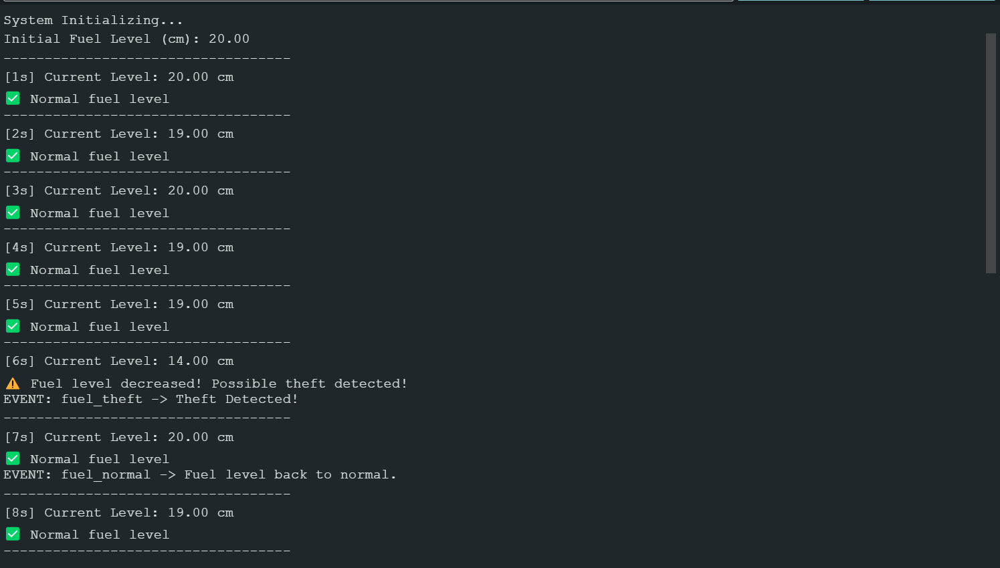 System Initializing...
Initial Fuel Level (cm): 20.00
-----------------------------------
[1s] Current Level: 20.00 cm
✅ Normal fuel level
-----------------------------------
[2s] Current Level: 19.00 cm
✅ Normal fuel level
-----------------------------------
[3s] Current Level: 20.00 cm
✅ Normal fuel level
-----------------------------------
[4s] Current Level: 19.00 cm
✅ Normal fuel level
-----------------------------------
[5s] Current Level: 19.00 cm
✅ Normal fuel level
-----------------------------------
[6s] Current Level: 14.00 cm
⚠️ Fuel level decreased! Possible theft detected!
EVENT: fuel_theft -> Theft Detected!
-----------------------------------
[7s] Current Level: 20.00 cm
✅ Normal fuel level
EVENT: fuel_normal -> Fuel level back to normal.
-----------------------------------
[8s] Current Level: 19.00 cm
✅ Normal fuel level
-----------------------------------